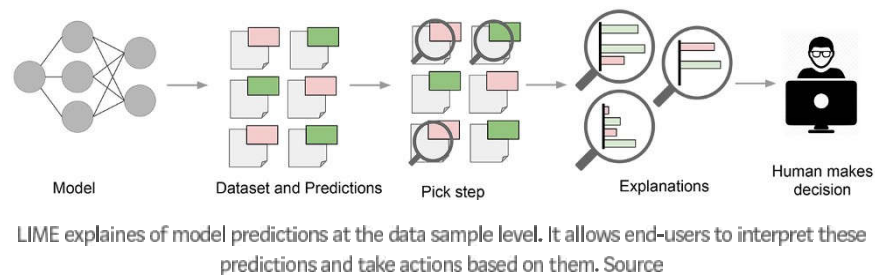 Model
Dataset and Predictions
Pick step
Explanations
Human makes
decision
LIME explaines of model predictions at the data sample level. It allows end-users to interpret these
predictions and take actions based on them. Source